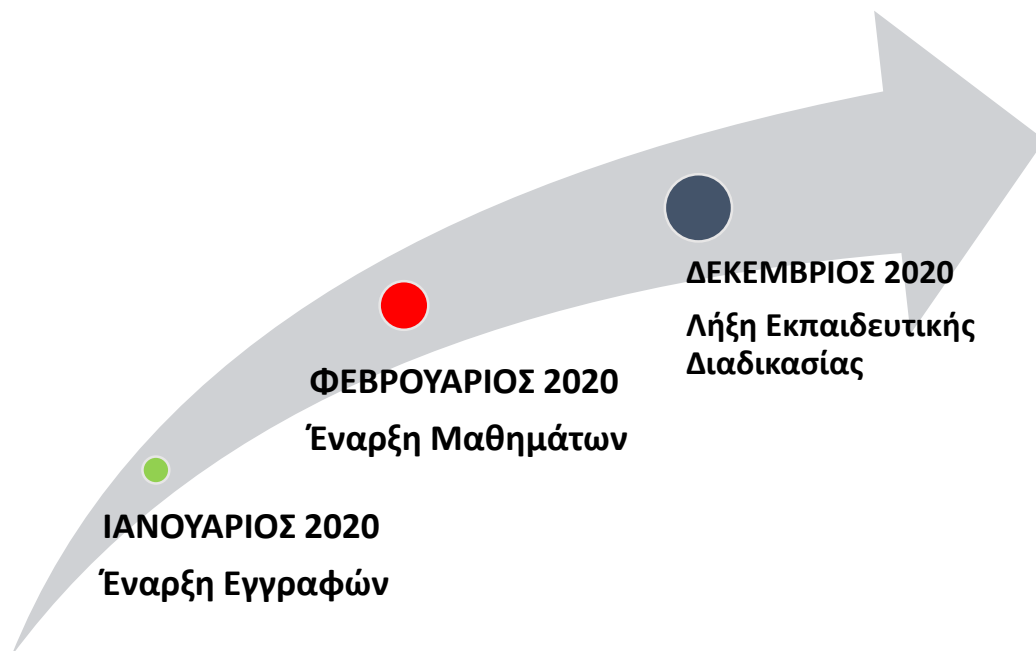 ΙΑΝΟΥΑΡΙΟΣ 2020
Έναρξη Εγγραφών
ΦΕΒΡΟΥΑΡΙΟΣ 2020
Έναρξη Μαθημάτων
ΔΕΚΕΜΒΡΙΟΣ 2020
Λήξη Εκπαιδευτικής
Διαδικασίας